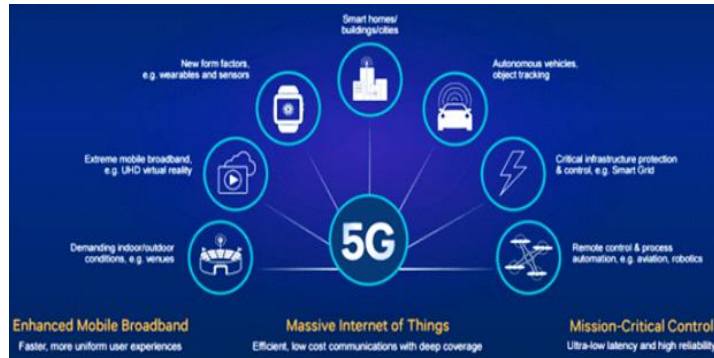 Smart homes/
buildings/cities
New form factors,
e.g. wearables and sensors
Autonomous vehicles,
object tracking
Extreme mobile broadband,
e.g. UHD virtual reality
Critical infrastructure protection
& control, e.g. Smart Grid
Demanding indoor/outdoor
conditions, e.g. venues
5G
Remote control & process
automation, e.g. aviation, robotics
Enhanced Mobile Broadband
Faster, more uniform user experiences
Massive Internet of Things
Efficient, low cost communications with deep coverage
Mission-Critical Control
Ultra-low latency and high reliability